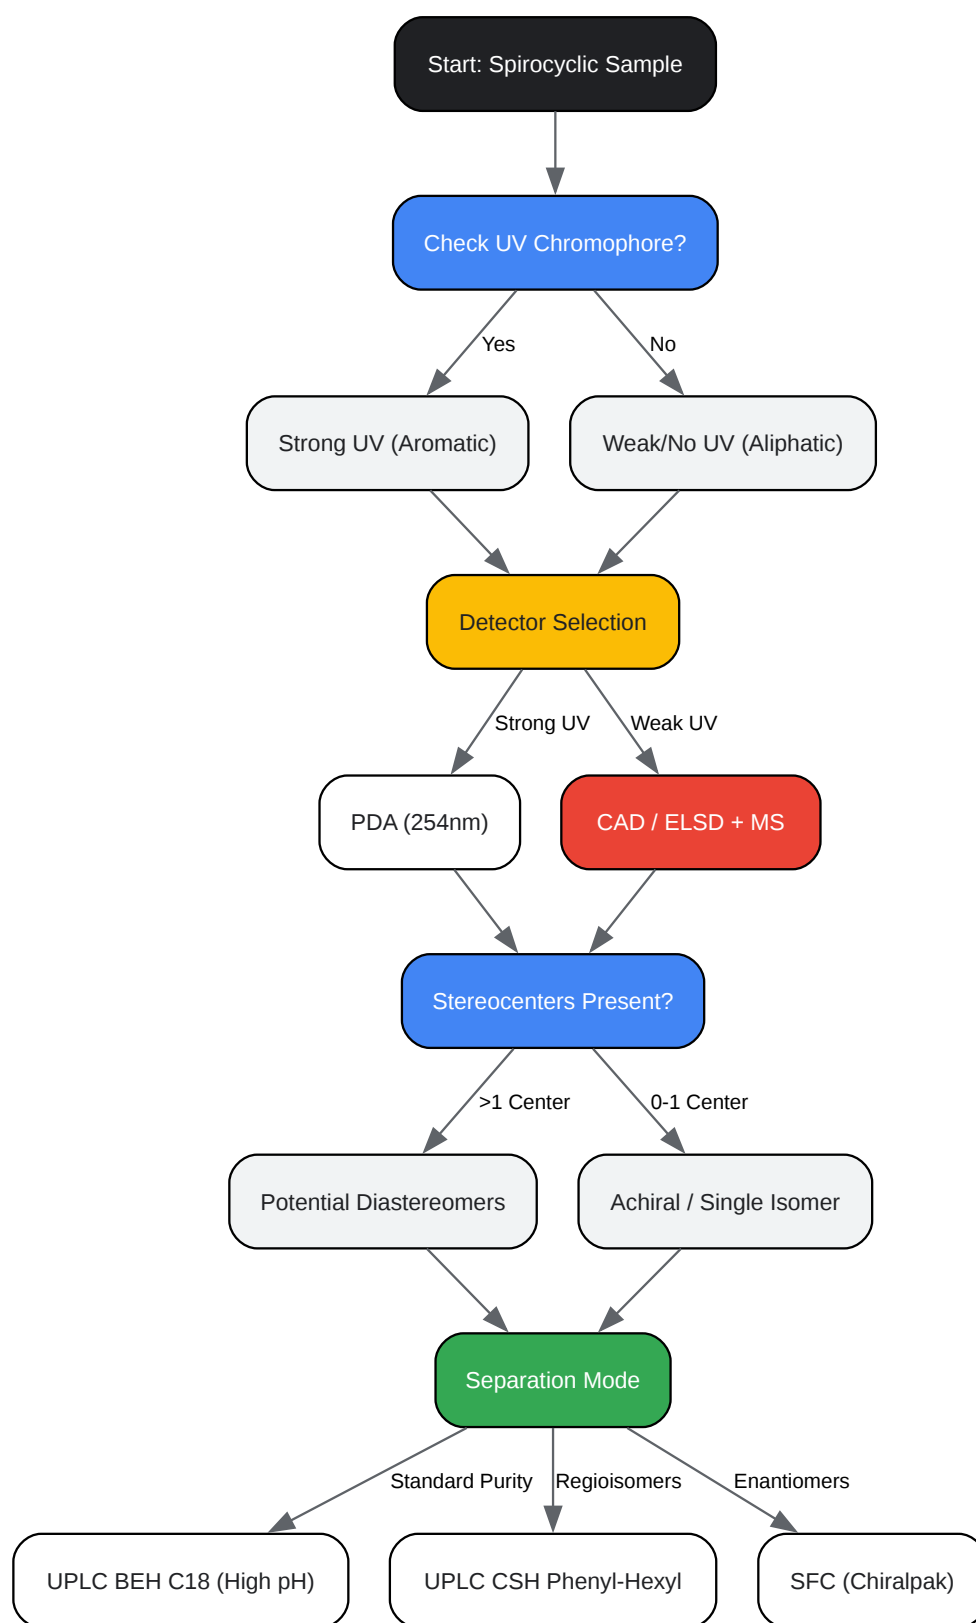 Start: Spirocyclic Sample
Check UV Chromophore?
Yes
No
Strong UV (Aromatic)
Weak/No UV (Aliphatic)
Detector Selection
Strong UV
Weak UV
PDA (254nm)
CAD / ELSD + MS
Stereocenters Present?
>1 Center
0-1 Center
Potential Diastereomers
Achiral / Single Isomer
Separation Mode
Standard Purity
Regioisomers
Enantiomers
UPLC BEH C18 (High pH)
UPLC CSH Phenyl-Hexyl
SFC (Chiralpak)